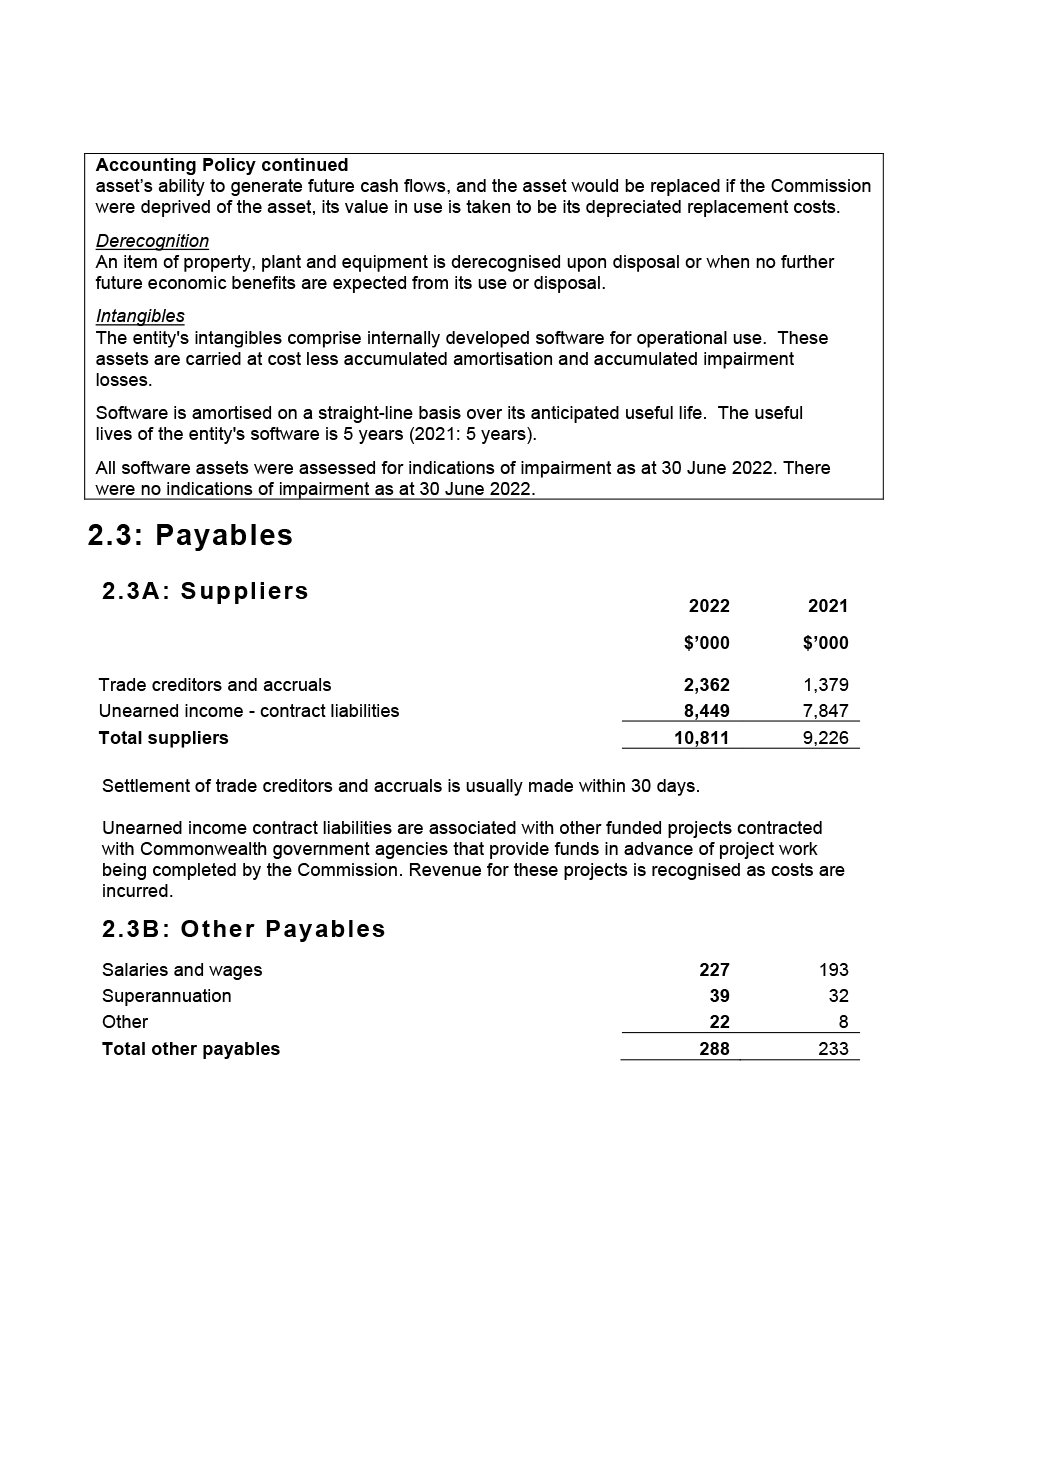 Accounting Policy continued
asset’s ability to generate future cash flows, and the asset would be replaced if the Commission
were deprived of the asset, its value in use is taken to be its depreciated replacement costs.
Derecognition
An item of property, plant and equipment is derecognised upon disposal or when no further
future economic benefits are expected from its use or disposal.
Intangibles
The entity's intangibles comprise internally developed software for operational use.  These
assets are carried at cost less accumulated amortisation and accumulated impairment
losses.
Software is amortised on a straight-line basis over its anticipated useful life.  The useful
lives of the entity's software is 5 years (2021: 5 years).
All software assets were assessed for indications of impairment as at 30 June 2022. There
were no indications of impairment as at 30 June 2022.
2.3: Payables
2.3A: Suppliers
2022 2021
$’000 $’000
Trade creditors and accruals 2,362 1,379
Unearned income - contract liabilities 8,449 7,847
Total suppliers 10,811 9,226
Settlement of trade creditors and accruals is usually made within 30 days.
Unearned income contract liabilities are associated with other funded projects contracted
with Commonwealth government agencies that provide funds in advance of project work
being completed by the Commission. Revenue for these projects is recognised as costs are
incurred.
2.3B: Other Payables
Salaries and wages 227 193
Superannuation 39 32
Other 22 8
Total other payables 288 233